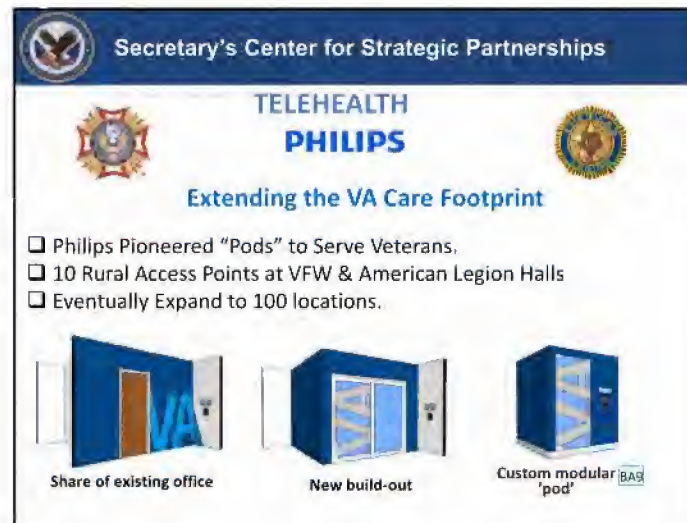 Secretary's Center for Strategic Partnerships
TELEHEALTH
PHILIPS
Extending the VA Care Footprint
❑ Philips Pioneered "Pods" to Serve Veterans.
❑ 10 Rural Access Points at VFW & American Legion Halls
❑ Eventually Expand to 100 locations.
VA
VA
VA
Share of existing office
New build-out
Custom modular BA9
'pod'